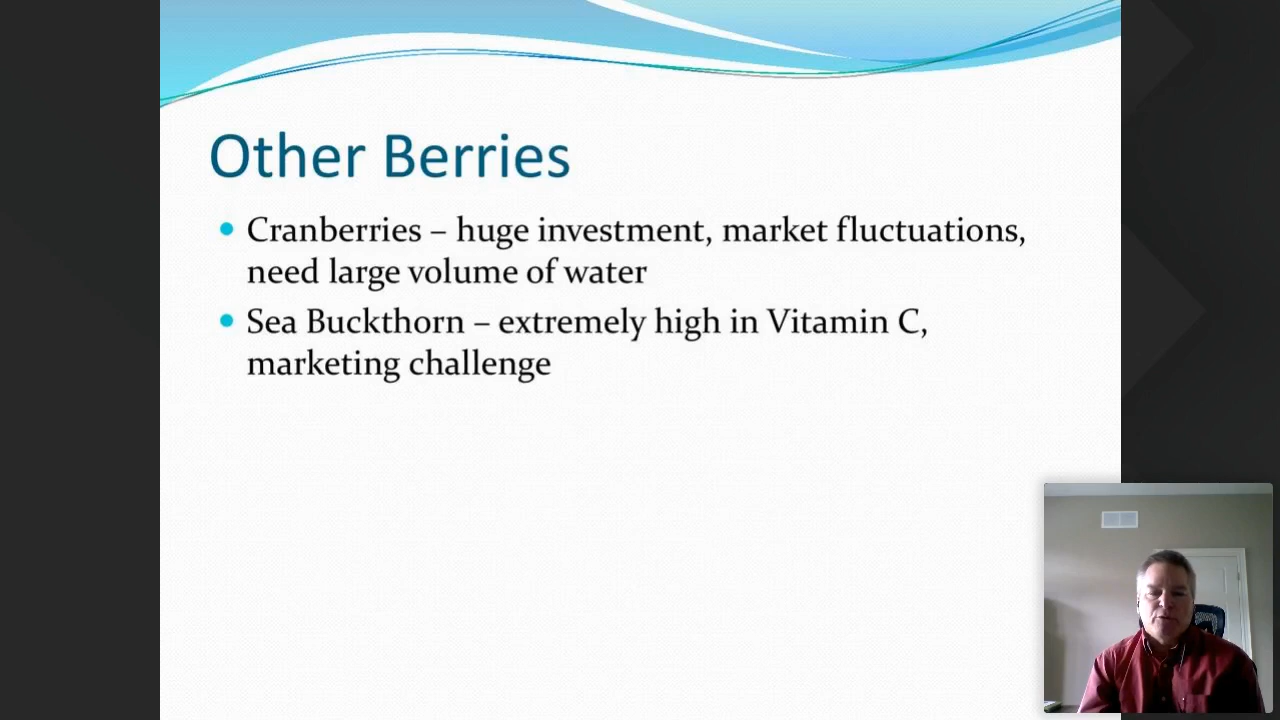 Other Berries
• Cranberries – huge investment, market fluctuations,
need large volume of water
• Sea Buckthorn – extremely high in Vitamin C,
marketing challenge